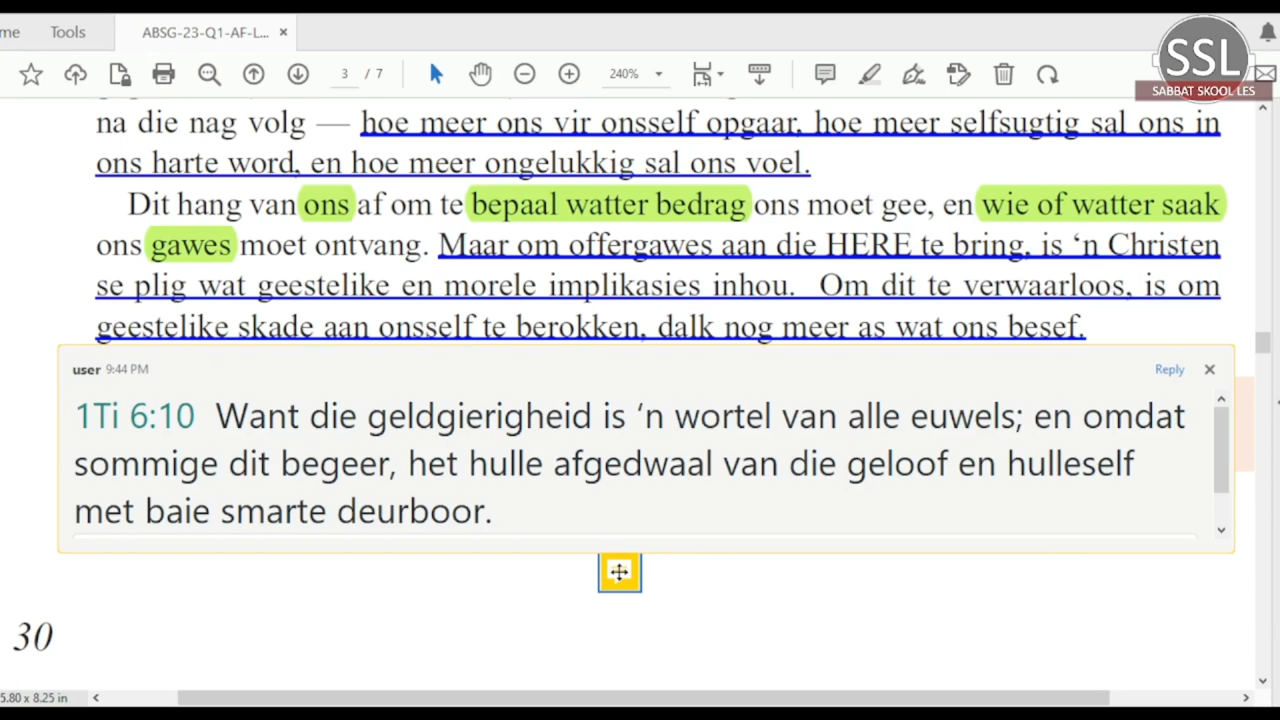 me Tools ABSG-23-Q1-AF-L... ×
SSL
SABBAT SKOOL LES
3 / 7 240%
na die nag volg — hoe meer ons vir onsself opgaar, hoe meer selfsugtig sal ons in
ons harte word, en hoe meer ongelukkig sal ons voel.
Dit hang van ons af om te bepaal watter bedrag ons moet gee, en wie of watter saak
ons gawes moet ontvang. Maar om offergawes aan die HERE te bring, is ‘n Christen
se plig wat geestelike en morele implikasies inhou. Om dit te verwaarloos, is om
geestelike skade aan onsself te berokken, dalk nog meer as wat ons besef.
user 9:44 PM Reply ×
1Ti 6:10 Want die geldgierigheid is ‘n wortel van alle euwels; en omdat
sommige dit begeer, het hulle afgedwaal van die geloof en hulleself
met baie smarte deurboor.
30
5.80 x 8.25 in